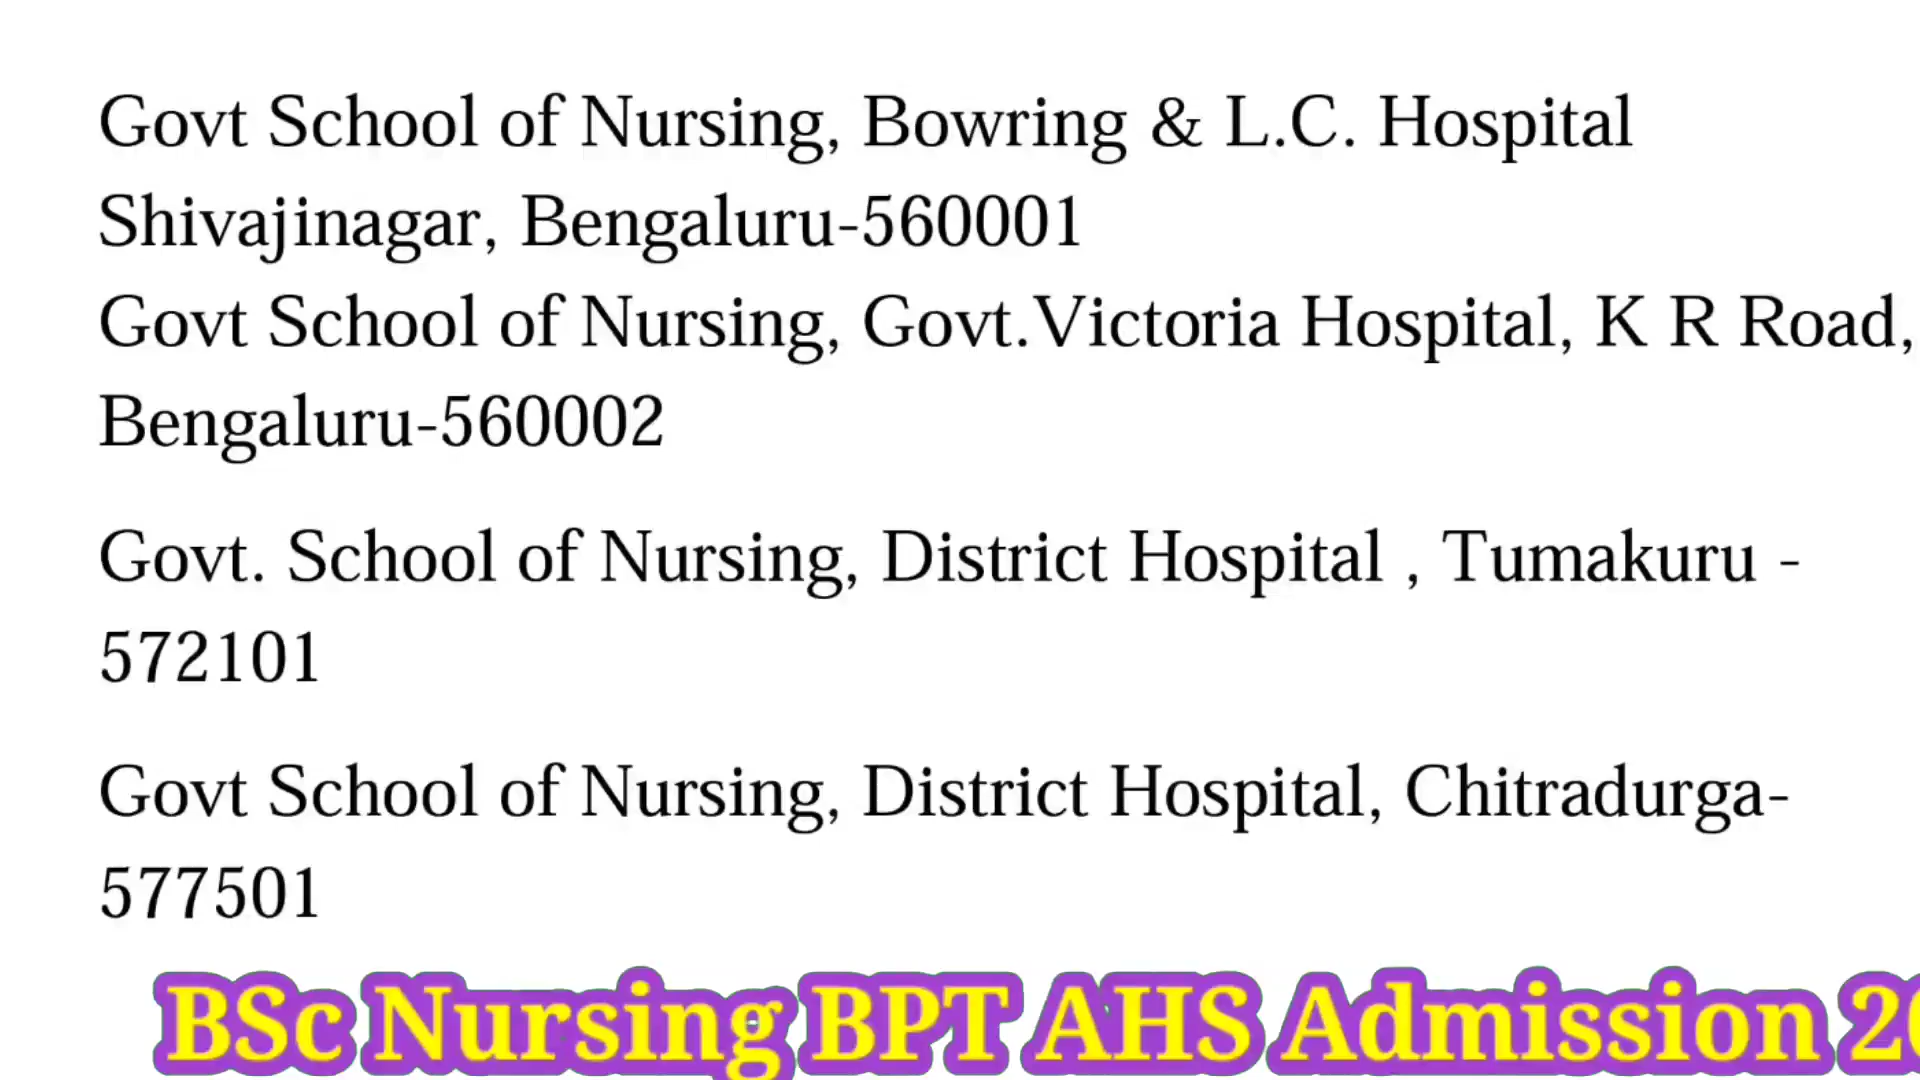 Govt School of Nursing, Bowring & L.C. Hospital
Shivajinagar, Bengaluru-560001
Govt School of Nursing, Govt.Victoria Hospital, K R Road,
Bengaluru-560002
Govt. School of Nursing, District Hospital , Tumakuru -
572101
Govt School of Nursing, District Hospital, Chitradurga-
577501
BSc Nursing BPT AHS Admission